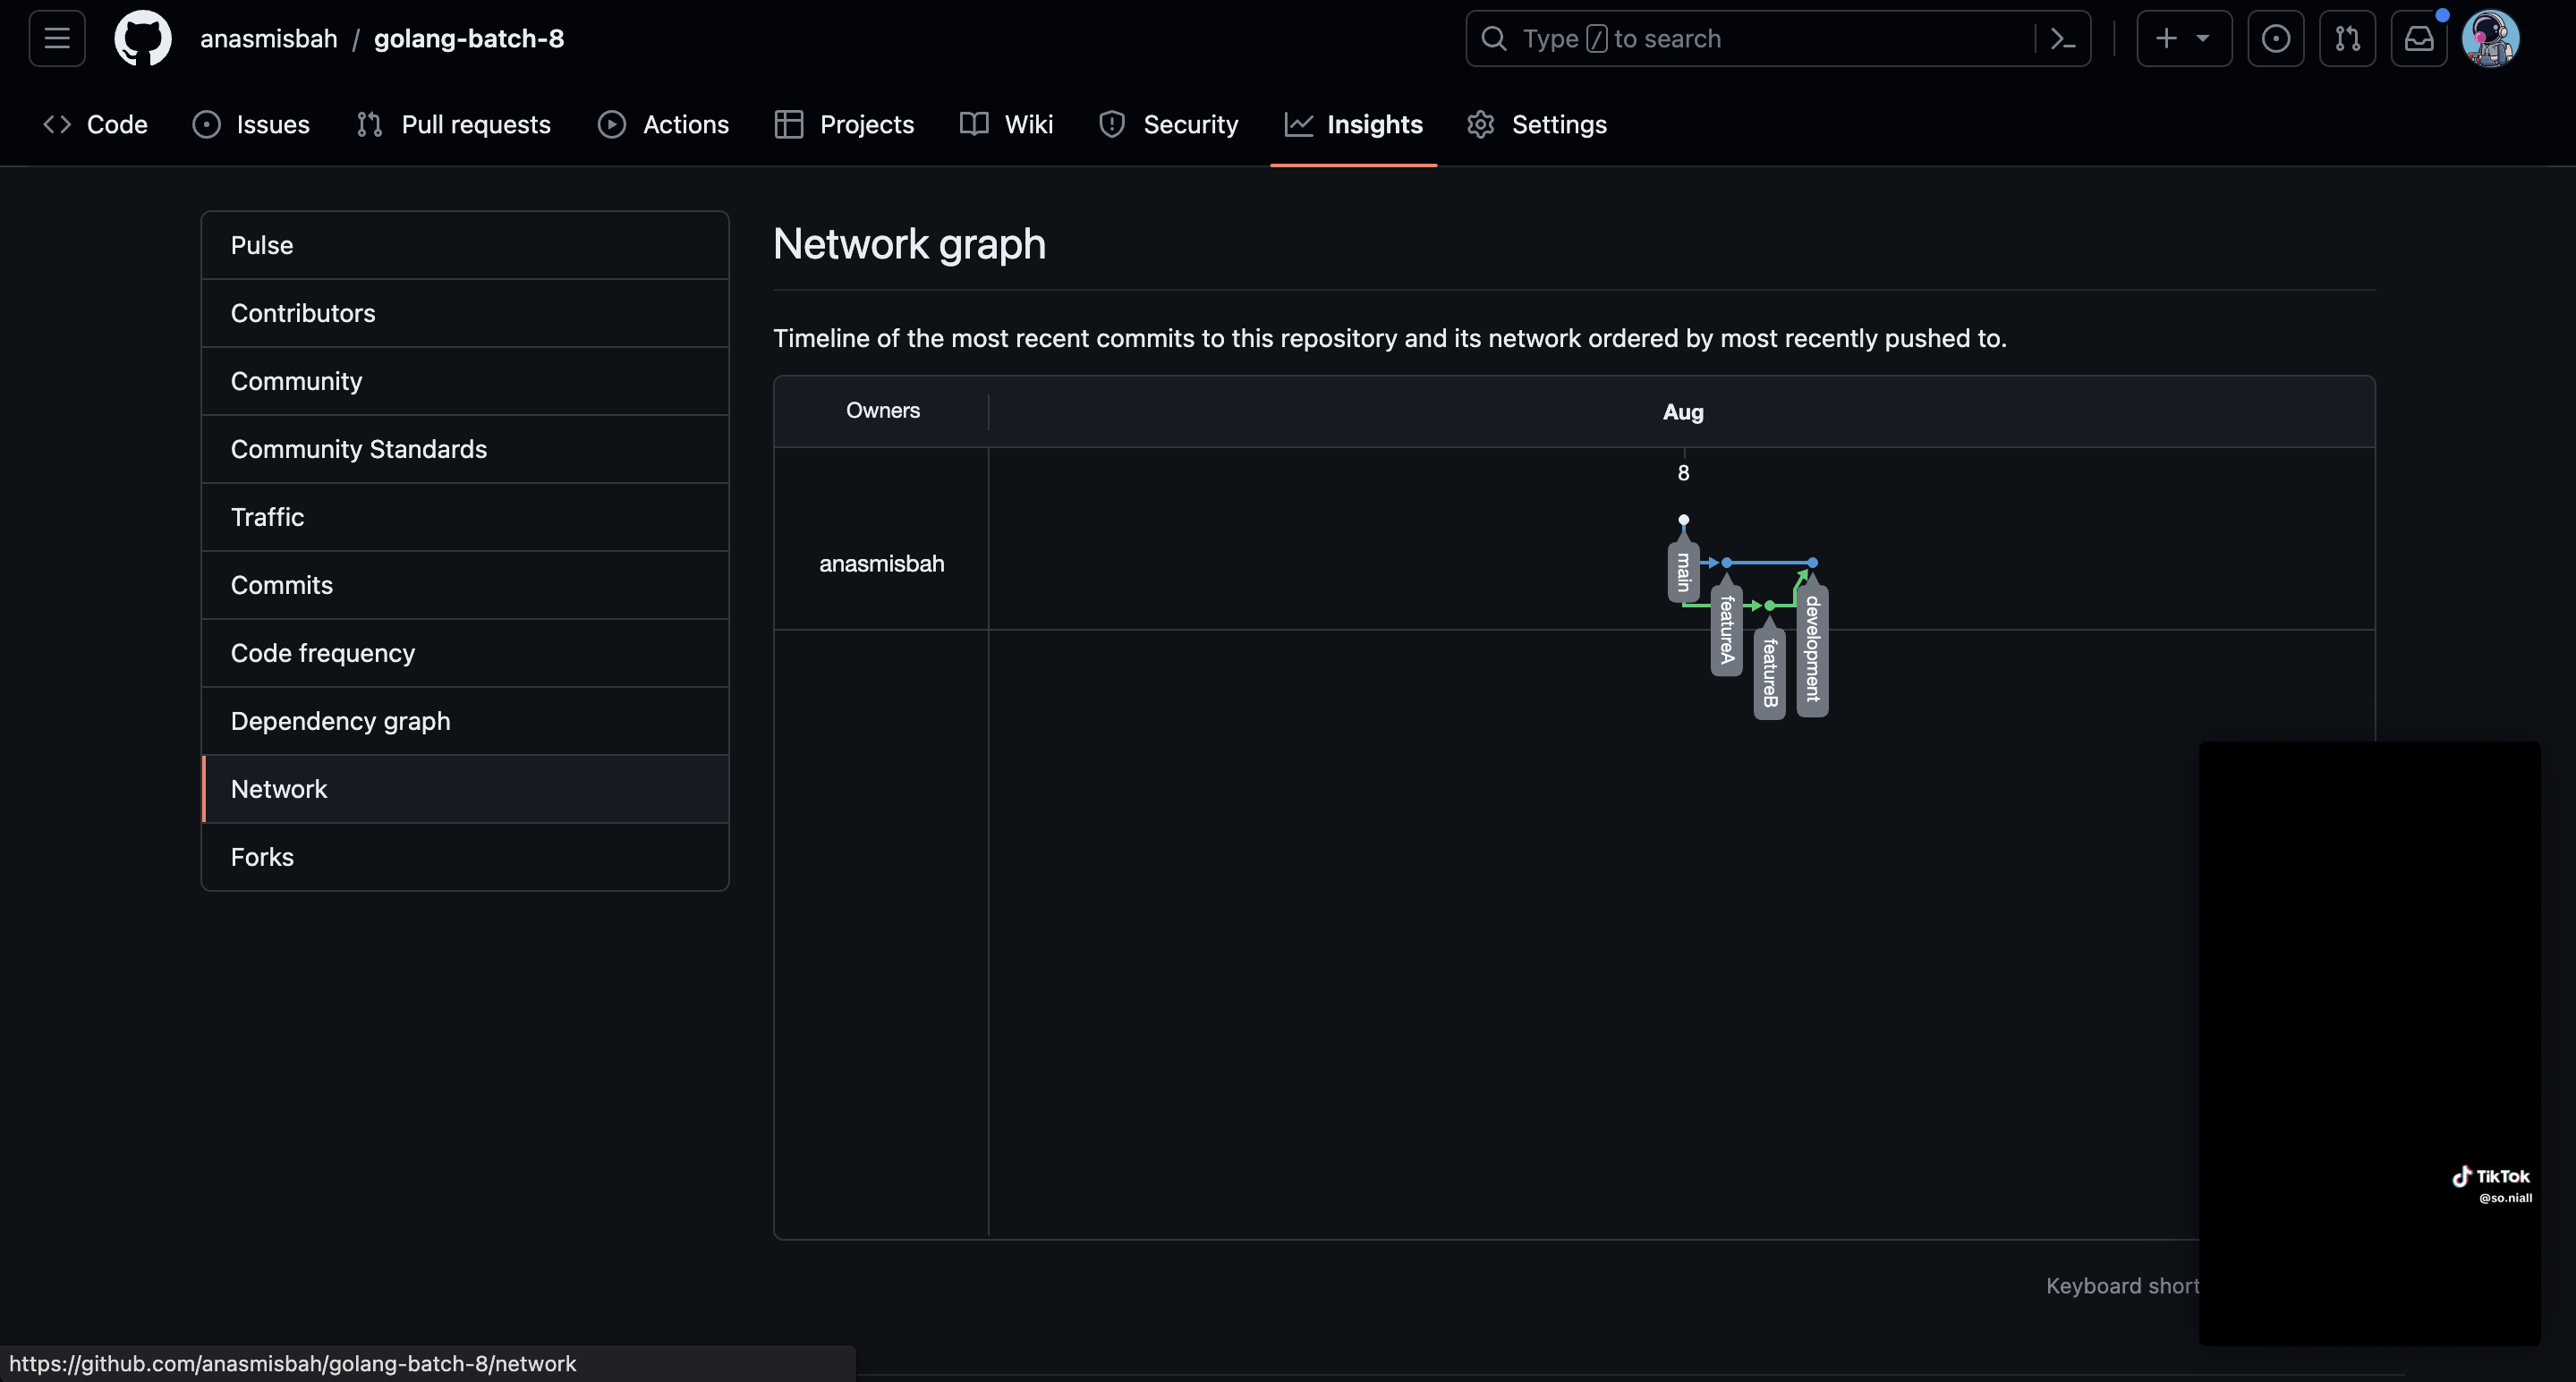 anasmisbah / golang-batch-8
Type / to search
Code
Issues
Pull requests
Actions
Projects
Wiki
Security
Insights
Settings
Pulse
Contributors
Community
Community Standards
Traffic
Commits
Code frequency
Dependency graph
Network
Forks
Network graph
Timeline of the most recent commits to this repository and its network ordered by most recently pushed to.
Owners
Aug
8
anasmisbah
main
featureA
featureB
development
TikTok
@so.niall
Keyboard short
https://github.com/anasmisbah/golang-batch-8/network